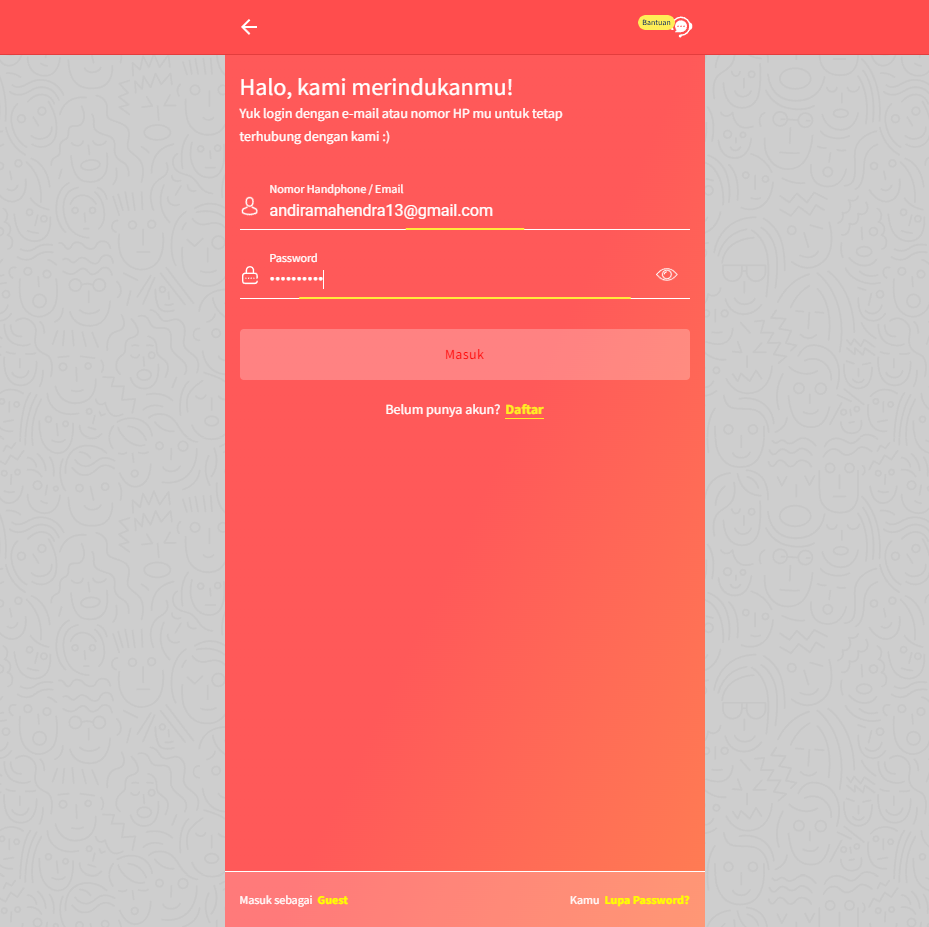 Bantuan
Halo, kami merindukanmu!
Yuk login dengan e-mail atau nomor HP mu untuk tetap
terhubung dengan kami :)
Nomor Handphone / Email
andiramahendra13@gmail.com
Password
••••••••••
Masuk
Belum punya akun? Daftar
Masuk sebagai Guest
Kamu Lupa Password?